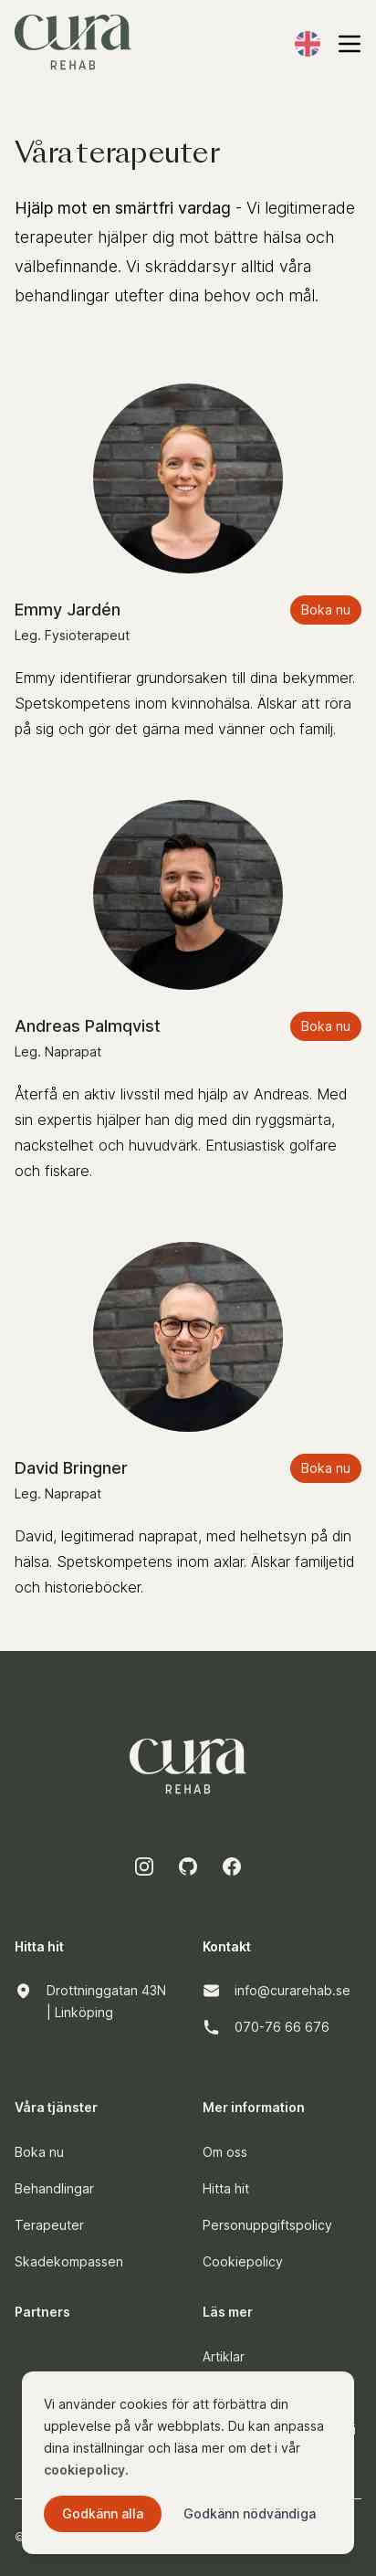 cura
REHAB
Våra terapeuter
Hjälp mot en smärtfri vardag - Vi legitimerade
terapeuter hjälper dig mot bättre hälsa och
välbefinnande. Vi skräddarsyr alltid våra
behandlingar utefter dina behov och mål.
Emmy Jardén
Boka nu
Leg. Fysioterapeut
Emmy identifierar grundorsaken till dina bekymmer.
Spetskompetens inom kvinnohälsa. Älskar att röra
på sig och gör det gärna med vänner och familj.
Andreas Palmqvist
Boka nu
Leg. Naprapat
Återfå en aktiv livsstil med hjälp av Andreas. Med
sin expertis hjälper han dig med din ryggsmärta,
nackstelhet och huvudvärk. Entusiastisk golfare
och fiskare.
David Bringner
Boka nu
Leg. Naprapat
David, legitimerad naprapat, med helhetsyn på din
hälsa. Spetskompetens inom axlar. Älskar familjetid
och historieböcker.
cura
REHAB
Hitta hit
Drottninggatan 43N
| Linköping
Kontakt
info@curarehab.se
070-76 66 676
Våra tjänster
Boka nu
Behandlingar
Terapeuter
Skadekompassen
Mer information
Om oss
Hitta hit
Personuppgiftspolicy
Cookiepolicy
Partners
Läs mer
Artiklar
Vi använder cookies för att förbättra din
upplevelse på vår webbplats. Du kan anpassa
dina inställningar och läsa mer om det i vår
cookiepolicy.
Godkänn alla
Godkänn nödvändiga
©